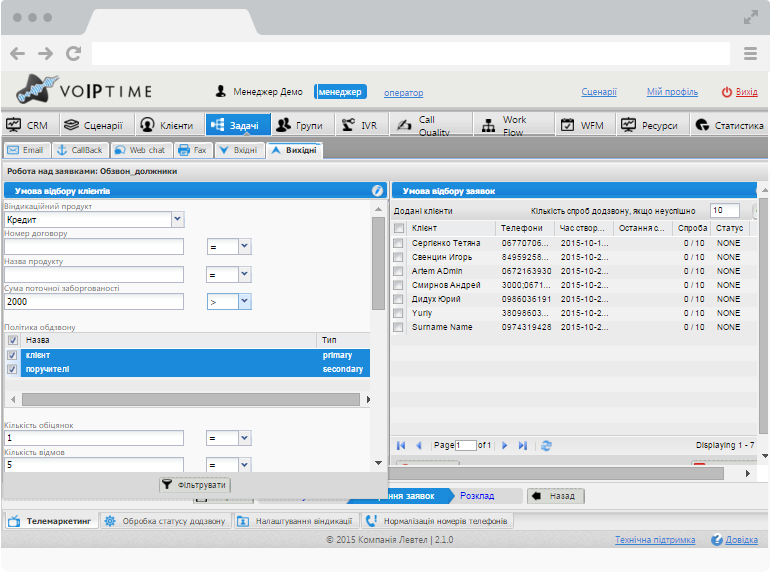 VOIPTIME
Менеджер Демо менеджер оператор Сценарії Мій профіль Вихід
CRM Сценарії Клієнти Задачі Групи IVR Call Quality Work Flow WFM Ресурси Статистика
Email CallBack Web chat Fax Вхідні Вихідні
Робота над заявками: Обзвон_должники
Умова відбору клієнтів
Віндикаційний продукт
Кредит
Номер договору
=
Назва продукту
=
Сума поточної заборгованості
2000 >
Політика обдзвону
Назва Тип
клієнт primary
поручителі secondary
Кількість обіцянок
1 =
Кількість відмов
5 =
Фільтрувати
Умова відбору заявок
Додані клієнти Кількість спроб додзвону, якщо неуспішно 10
Клієнт Телефони Час створ... Остання с... Спроба Статус
Сергієнко Тетяна 06770706... 2015-10-1... 0 / 10 NONE
Свенцин Игорь 84959258... 2015-10-2... 0 / 10 NONE
Artem ADmin 0672163930 2015-10-2... 0 / 10 NONE
Смирнов Андрей 3000;0671... 2015-10-2... 0 / 10 NONE
Дидух Юрий 0986036191 2015-10-2... 0 / 10 NONE
Yuriy 38098603... 2015-10-2... 0 / 10 NONE
Surname Name 0974319428 2015-10-2... 0 / 10 NONE
Page 1 of 1 Displaying 1 - 7
заявок Розклад Назад
Телемаркетинг Обробка статусу додзвону Налаштування віндикації Нормалізація номерів телефонів
© 2015 Компанія Левтел | 2.1.0 Технічна підтримка Довідка